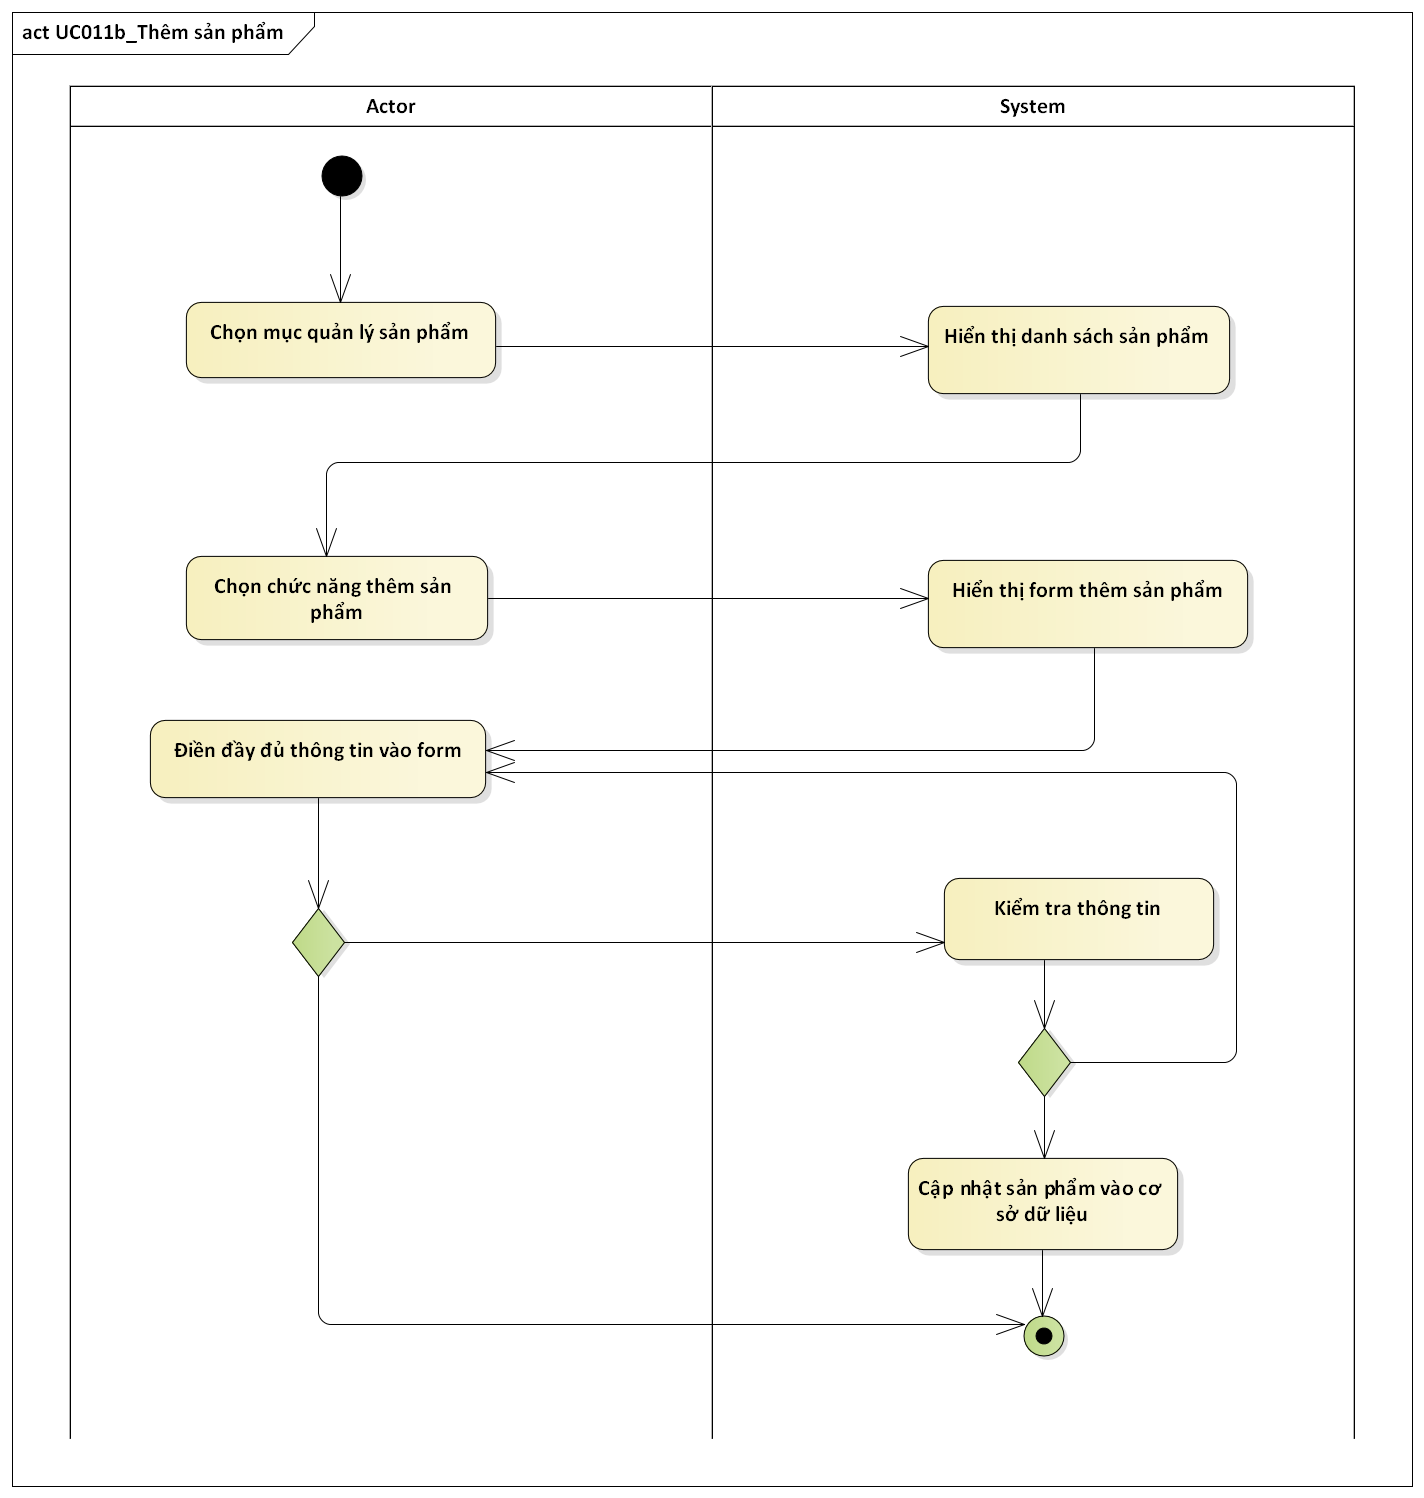 act UC011b_Thêm sản phẩm
Actor
System
Chọn mục quản lý sản phẩm
Hiển thị danh sách sản phẩm
Chọn chức năng thêm sản
phẩm
Hiển thị form thêm sản phẩm
Điền đầy đủ thông tin vào form
Kiểm tra thông tin
Cập nhật sản phẩm vào cơ
sở dữ liệu